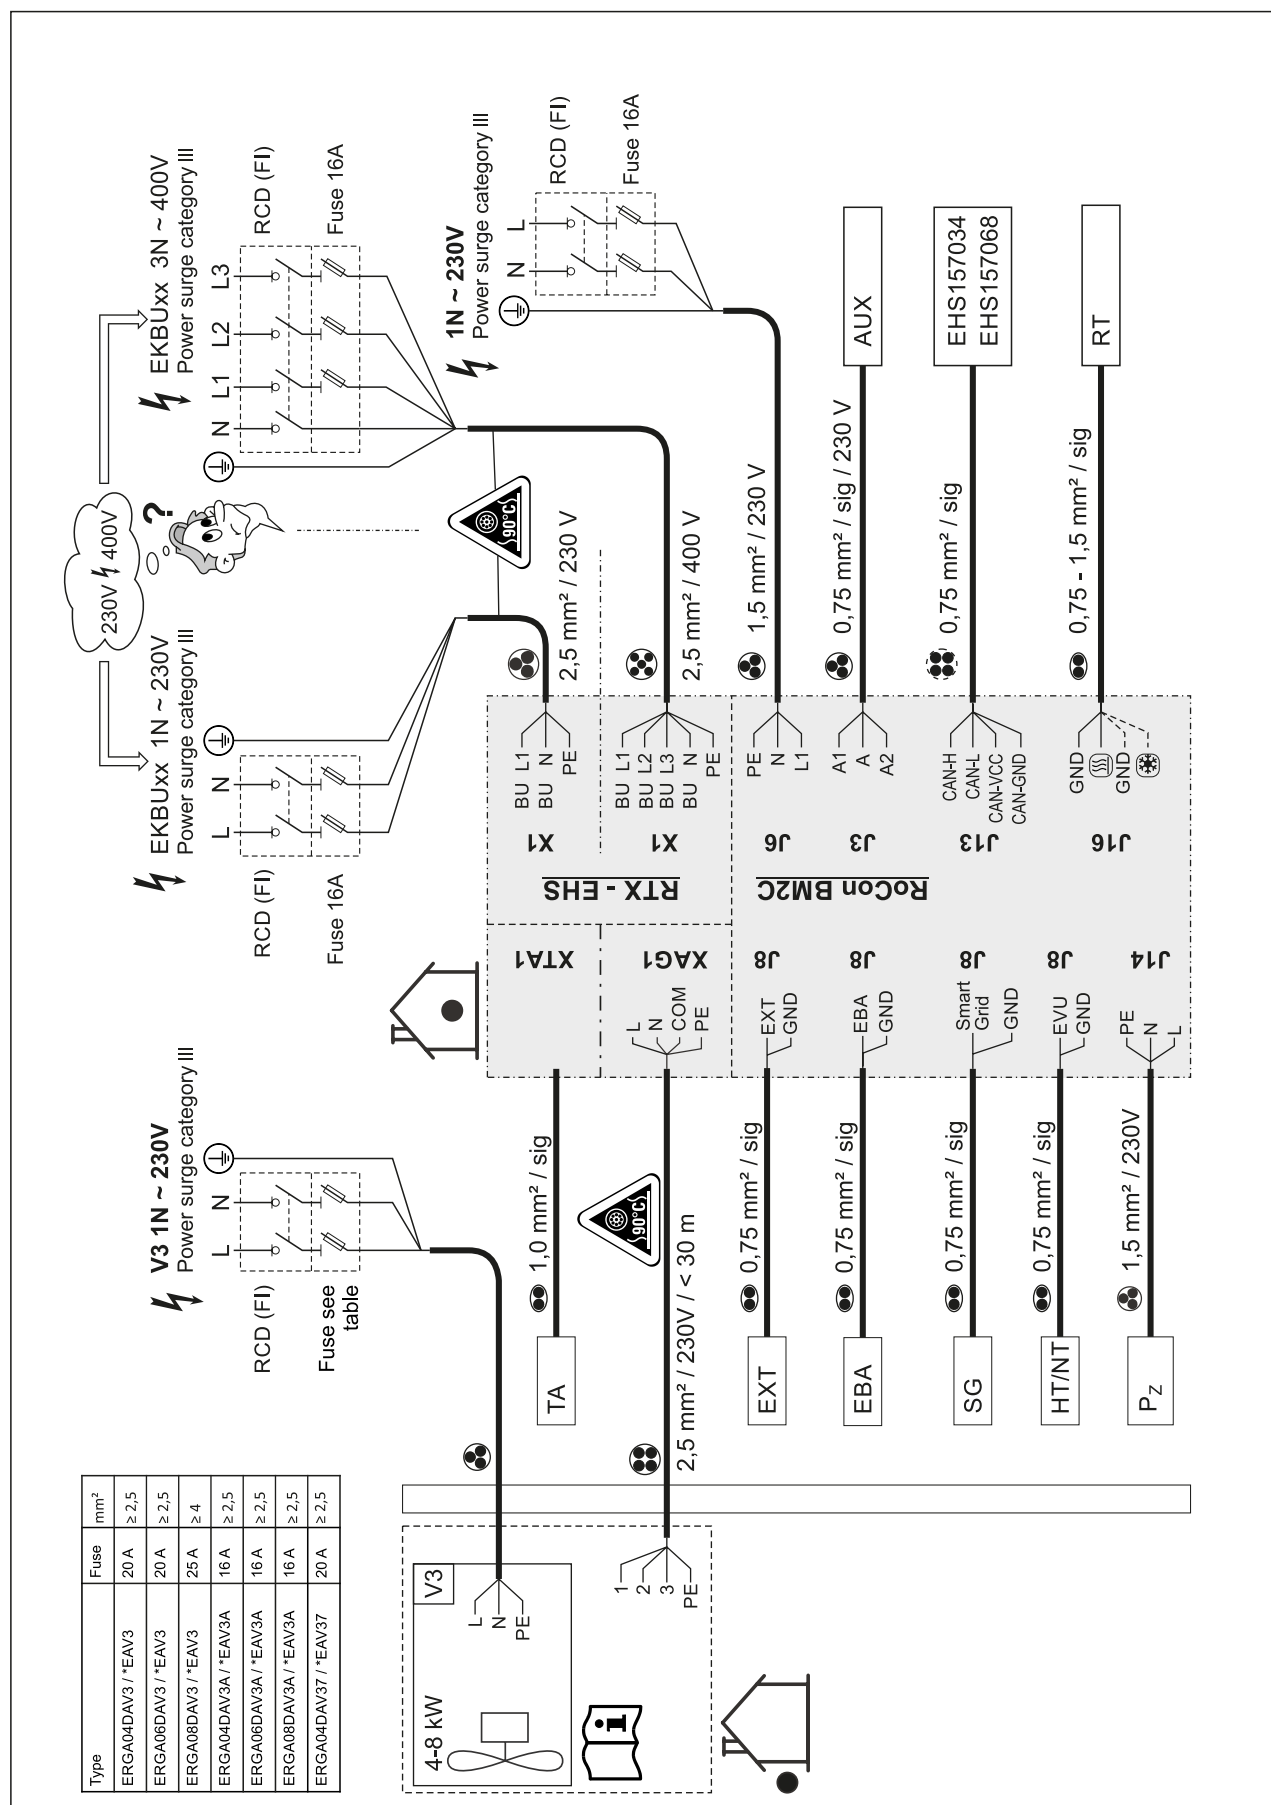 Type Fuse mm²
ERGA04DAV3 / *EAV3 20 A ≥ 2,5
ERGA06DAV3 / *EAV3 20 A ≥ 2,5
ERGA08DAV3 / *EAV3 25 A ≥ 4
ERGA04DAV3A / *EAV3A 16 A ≥ 2,5
ERGA06DAV3A / *EAV3A 16 A ≥ 2,5
ERGA08DAV3A / *EAV3A 16 A ≥ 2,5
ERGA04DAV37 / *EAV37 20 A ≥ 2,5
V3 1N ~ 230V
Power surge category III
L N
RCD (FI)
Fuse see
table
230V 400V
?
EKBUxx 1N ~ 230V
Power surge category III
L N
RCD (FI)
Fuse 16A
EKBUxx 3N ~ 400V
Power surge category III
N L1 L2 L3
RCD (FI)
Fuse 16A
1N ~ 230V
Power surge category III
N L
RCD (FI)
Fuse 16A
90°C
4-8 kW
V3
L
N
PE
i
1
2
3
PE
TA
1,0 mm² / sig
XTA1
90°C
2,5 mm² / 230V / < 30 m
L
N
COM
PE
XAG1
EXT
0,75 mm² / sig
EXT
GND
J8
EBA
0,75 mm² / sig
EBA
GND
J8
SG
0,75 mm² / sig
Smart
Grid
GND
J8
HT/NT
0,75 mm² / sig
EVU
GND
J8
PZ
1,5 mm² / 230V
PE
N
L
J14
RTX - EHS
X1
BU L1
BU N
PE
2,5 mm² / 230 V
X1
BU L1
BU L2
BU L3
BU N
PE
2,5 mm² / 400 V
RoCon BM2C
J6
PE
N
L1
1,5 mm² / 230 V
J3
A1
A
A2
0,75 mm² / sig / 230 V
AUX
J13
CAN-H
CAN-L
CAN-VCC
CAN-GND
0,75 mm² / sig
EHS157034
EHS157068
J16
GND
GND
0,75 - 1,5 mm² / sig
RT